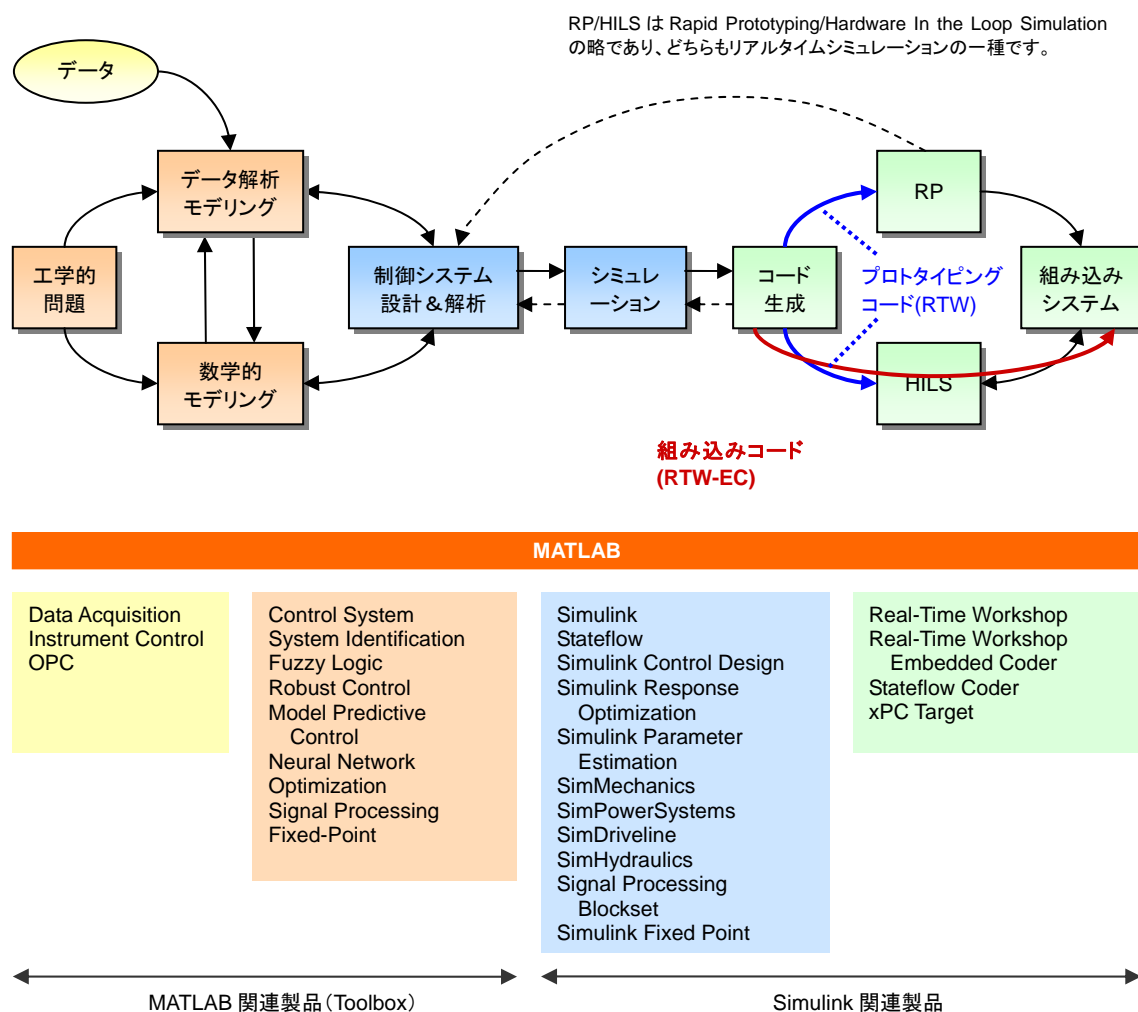 RP/HILS は Rapid Prototyping/Hardware In the Loop Simulation
の略であり、どちらもリアルタイムシミュレーションの一種です。
データ
データ解析
モデリング
RP
工学的
問題
制御システム
設計＆解析
シミュレ
ーション
コード
生成
プロトタイピング
コード(RTW)
組み込み
システム
数学的
モデリング
HILS
組み込みコード
(RTW-EC)
MATLAB
Data Acquisition
Instrument Control
OPC
Control System
System Identification
Fuzzy Logic
Robust Control
Model Predictive
Control
Neural Network
Optimization
Signal Processing
Fixed-Point
Simulink
Stateflow
Simulink Control Design
Simulink Response
Optimization
Simulink Parameter
Estimation
SimMechanics
SimPowerSystems
SimDriveline
SimHydraulics
Signal Processing
Blockset
Simulink Fixed Point
Real-Time Workshop
Real-Time Workshop
Embedded Coder
Stateflow Coder
xPC Target
MATLAB 関連製品（Toolbox）
Simulink 関連製品